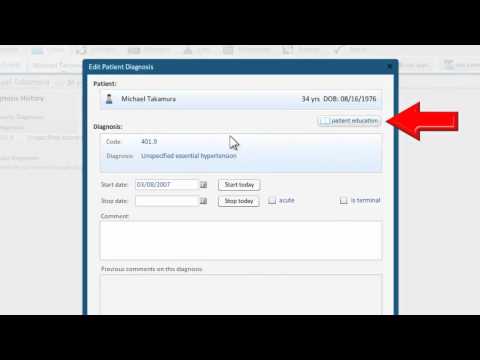 Edit Patient Diagnosis
Patient:
Michael Takamura 34 yrs DOB: 08/16/1976
patient education
Diagnosis:
Code: 401.9
Diagnosis: Unspecified essential hypertension
Start date: 03/08/2007 Start today
Stop date: Stop today acute is terminal
Comment:
Previous comments on this diagnosis